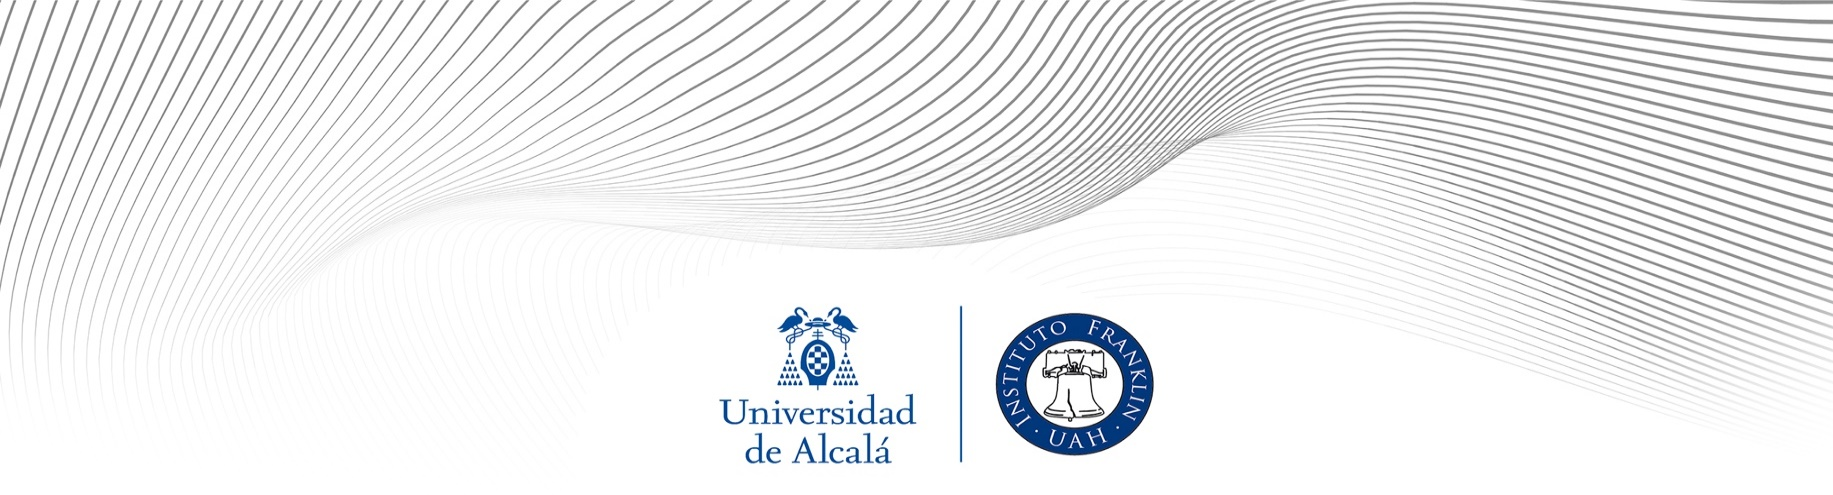 Universidad
de Alcalá
INSTITUTO FRANKLIN
· UAH ·